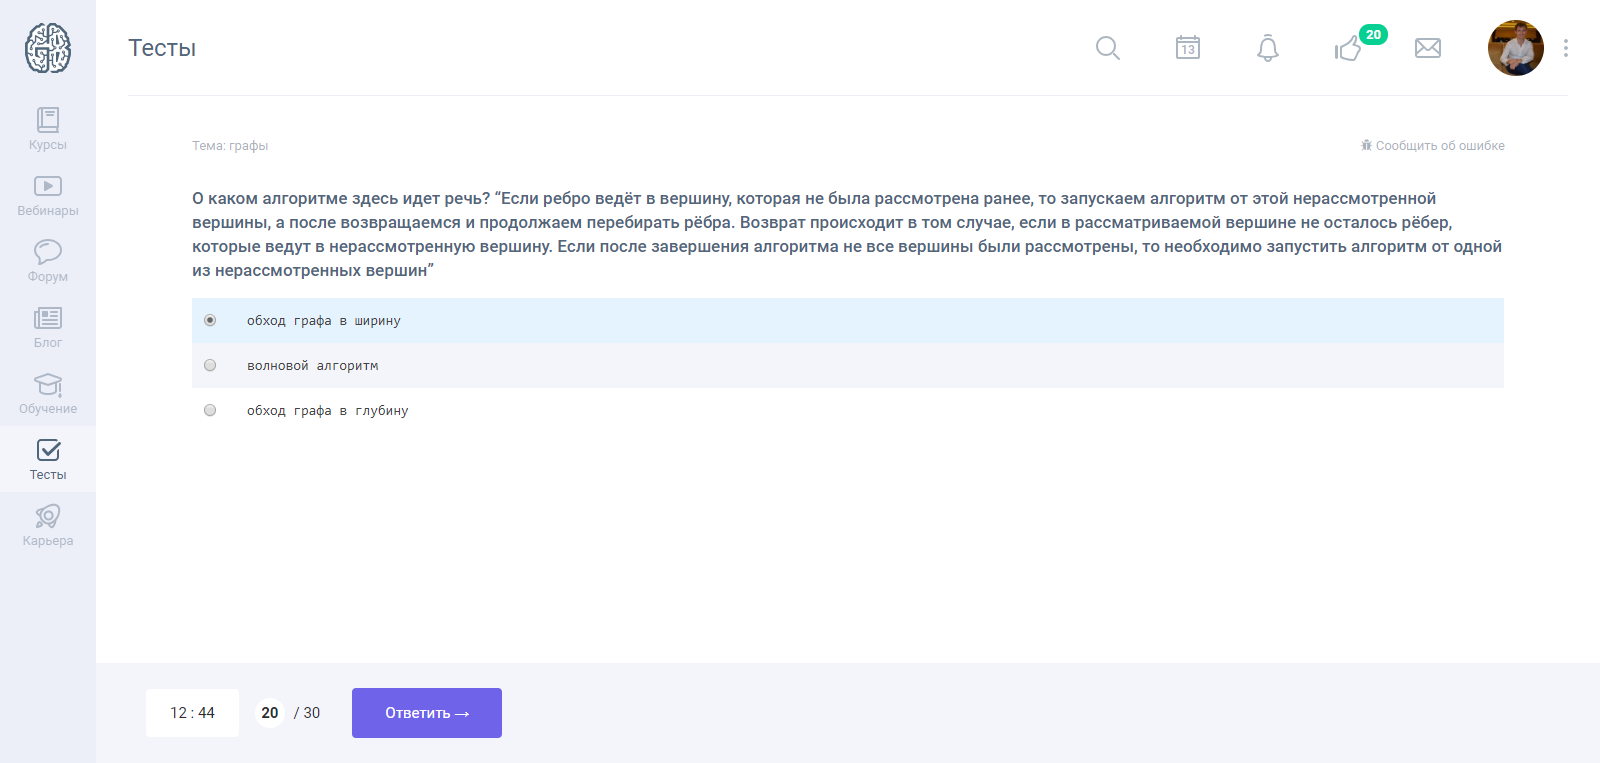 Тесты
13
20
Курсы
Вебинары
Форум
Блог
Обучение
Тесты
Карьера
Тема: графы
Сообщить об ошибке
О каком алгоритме здесь идет речь? “Если ребро ведёт в вершину, которая не была рассмотрена ранее, то запускаем алгоритм от этой нерассмотренной
вершины, а после возвращаемся и продолжаем перебирать рёбра. Возврат происходит в том случае, если в рассматриваемой вершине не осталось рёбер,
которые ведут в нерассмотренную вершину. Если после завершения алгоритма не все вершины были рассмотрены, то необходимо запустить алгоритм от одной
из нерассмотренных вершин”
обход графа в ширину
волновой алгоритм
обход графа в глубину
12 : 44
20 / 30
Ответить →